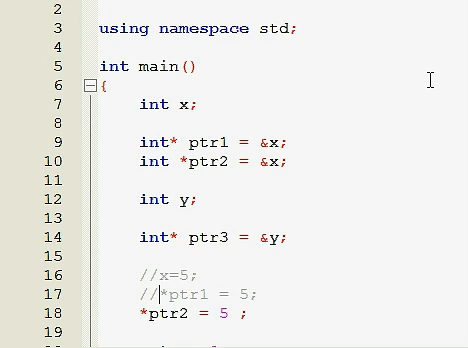 2
3 using namespace std;
4
5 int main()
6 {
7 int x;
8
9 int* ptr1 = &x;
10 int *ptr2 = &x;
11
12 int y;
13
14 int* ptr3 = &y;
15
16 //x=5;
17 //*ptr1 = 5;
18 *ptr2 = 5 ;
19